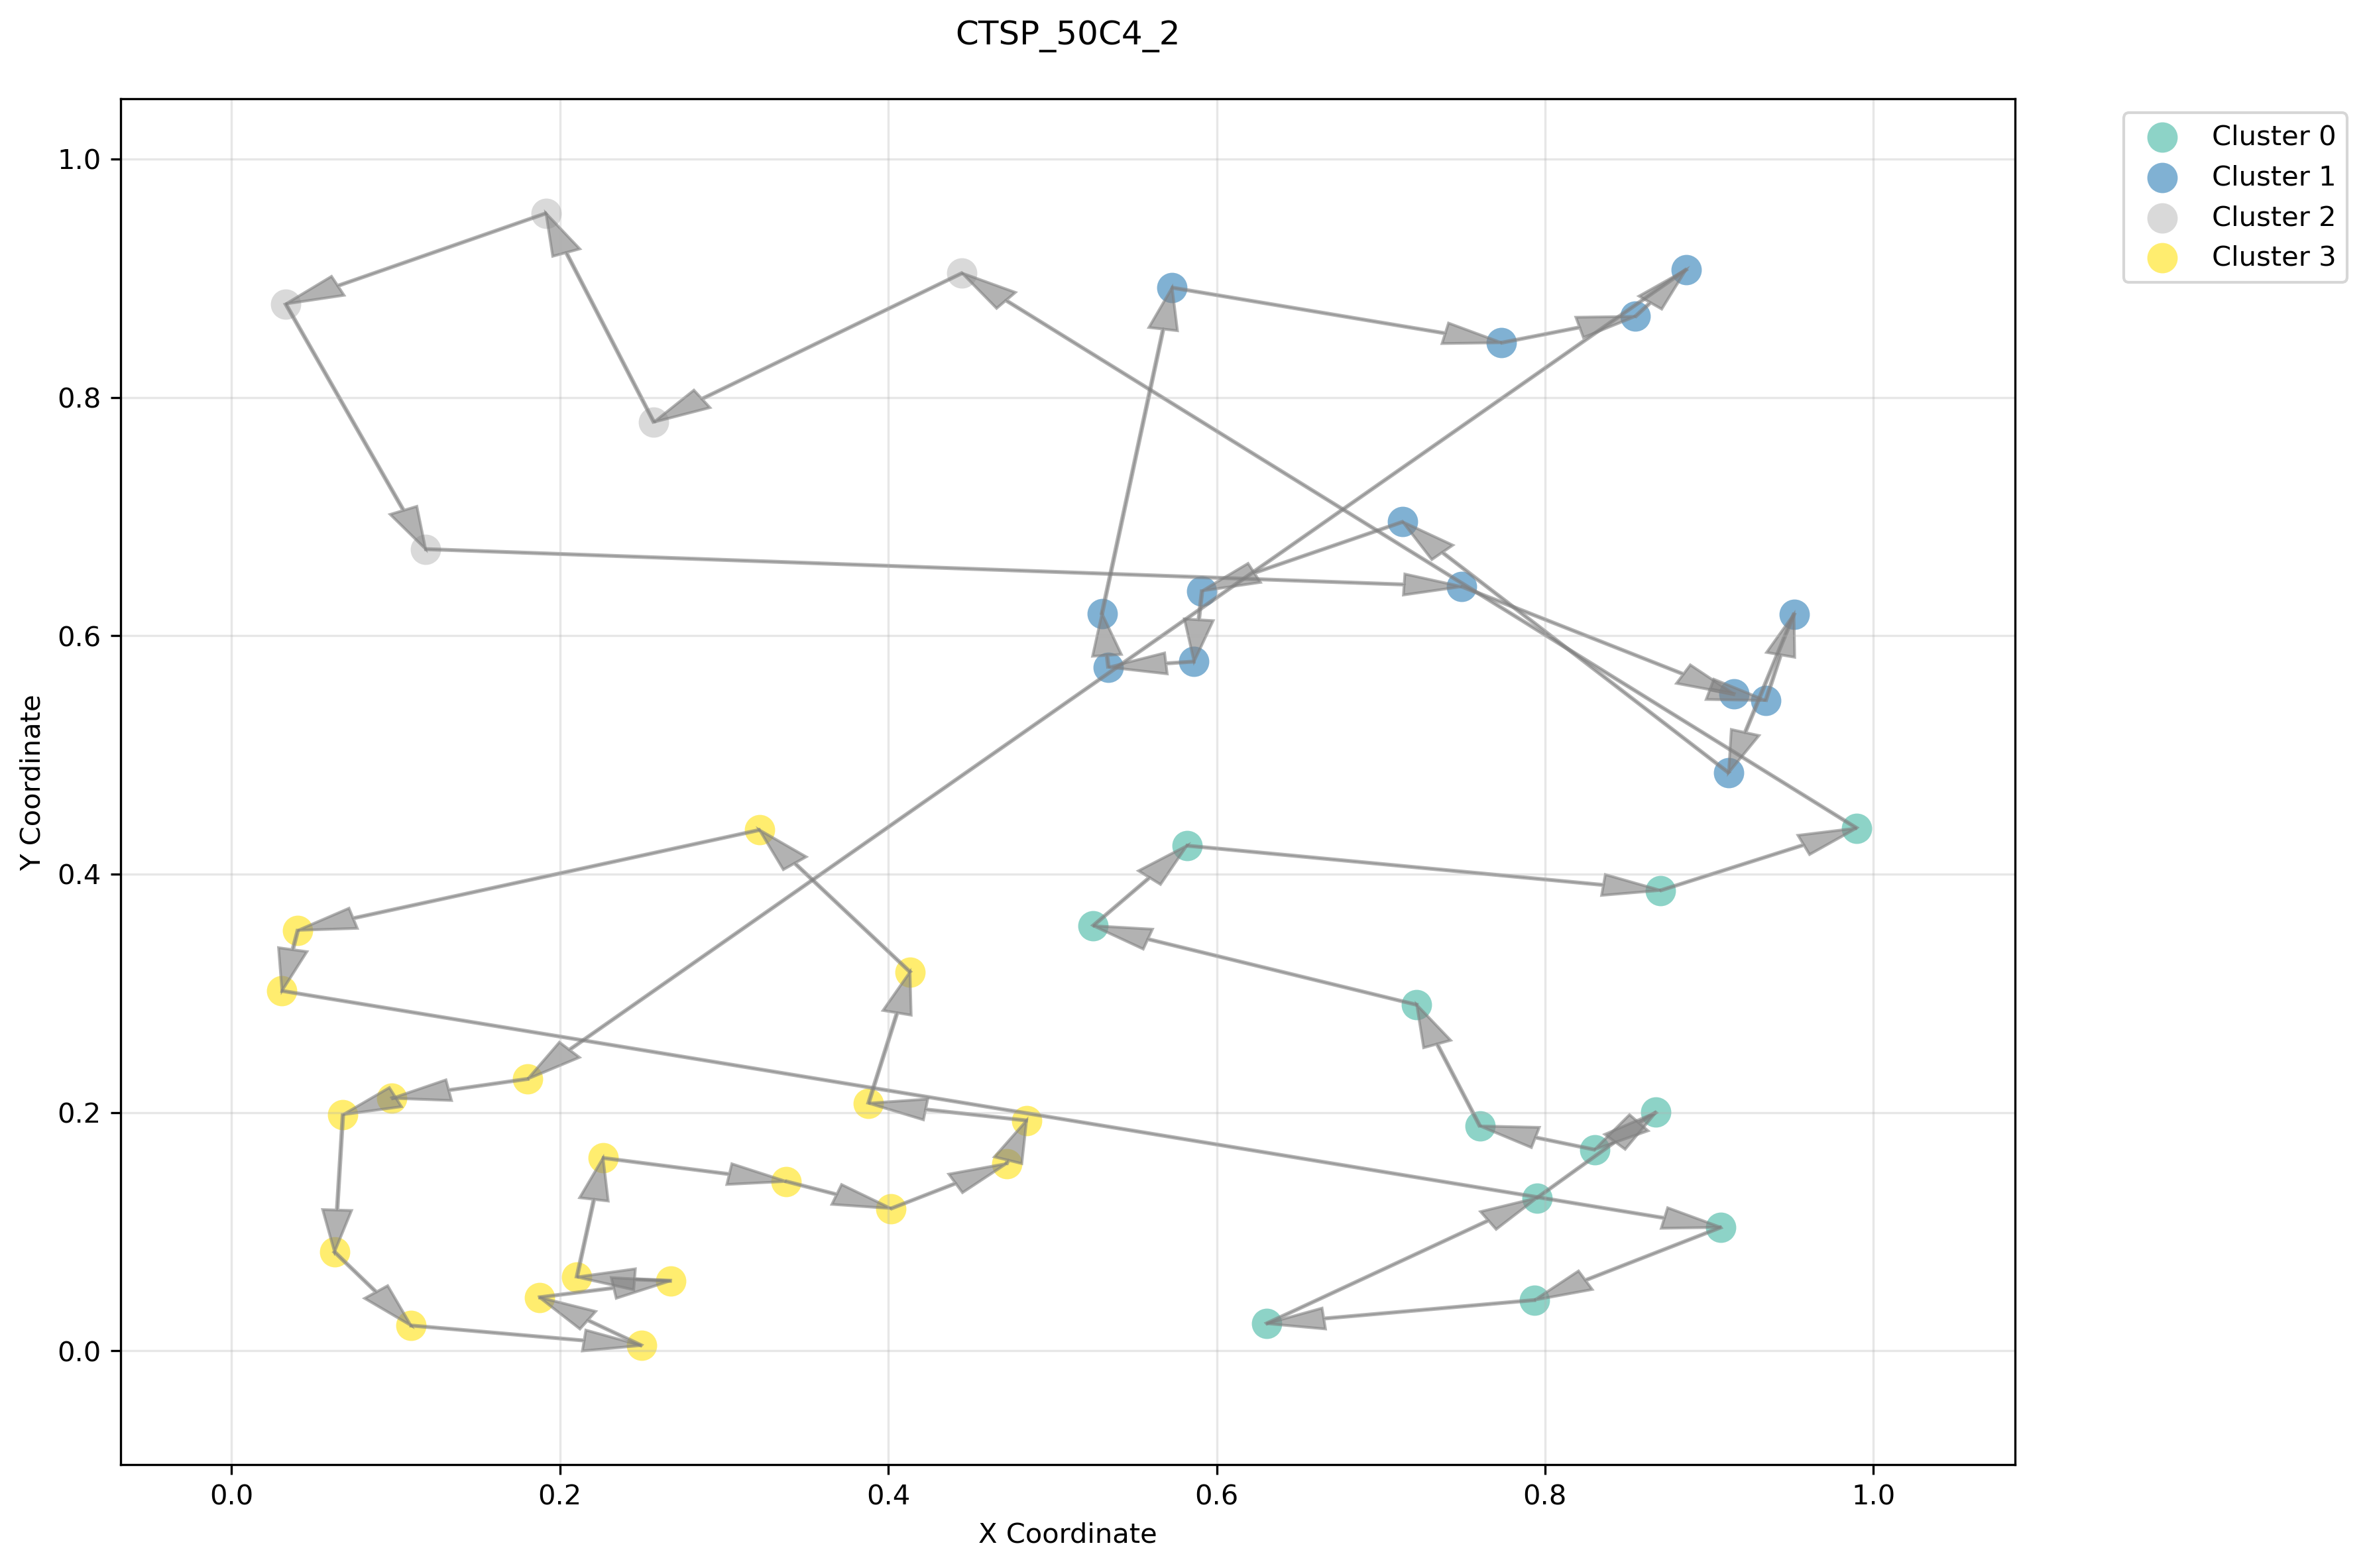 CTSP_50C4_2
Cluster 0
Cluster 1
Cluster 2
Cluster 3
1.0
0.8
0.6
0.4
0.2
0.0
Y Coordinate
0.0 0.2 0.4 0.6 0.8 1.0
X Coordinate